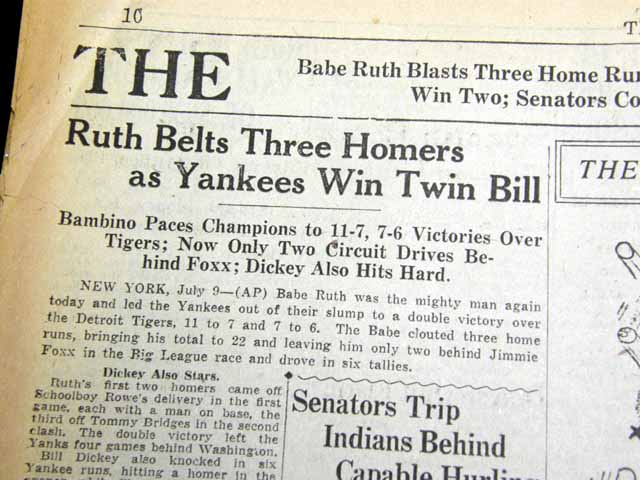 10
THE
Babe Ruth Blasts Three Home
Win Two; Senators
Ruth Belts Three Homers
as Yankees Win Twin Bill
Bambino Paces Champions to 11-7, 7-6 Victories Over
Tigers; Now Only Two Circuit Drives Be-
hind Foxx; Dickey Also Hits Hard.
NEW YORK, July 9—(AP) Babe Ruth was the mighty man again
today and led the Yankees out of their slump to a double victory over
the Detroit Tigers, 11 to 7 and 7 to 6. The Babe clouted three home
runs, bringing his total to 22 and leaving him only two behind Jimmie
Foxx in the Big League race and drove in six tallies.
Dickey Also Stars.
Ruth's first two homers came off
Schoolboy Rowe's delivery in the first
game, each with a man on base, the
third off Tommy Bridges in the second
clash. The double victory left the
Yanks four games behind Washington.
Bill Dickey also knocked in six
Yankee runs, hitting a homer in the
THE
Senators Trip
Indians Behind
Capable Hurling